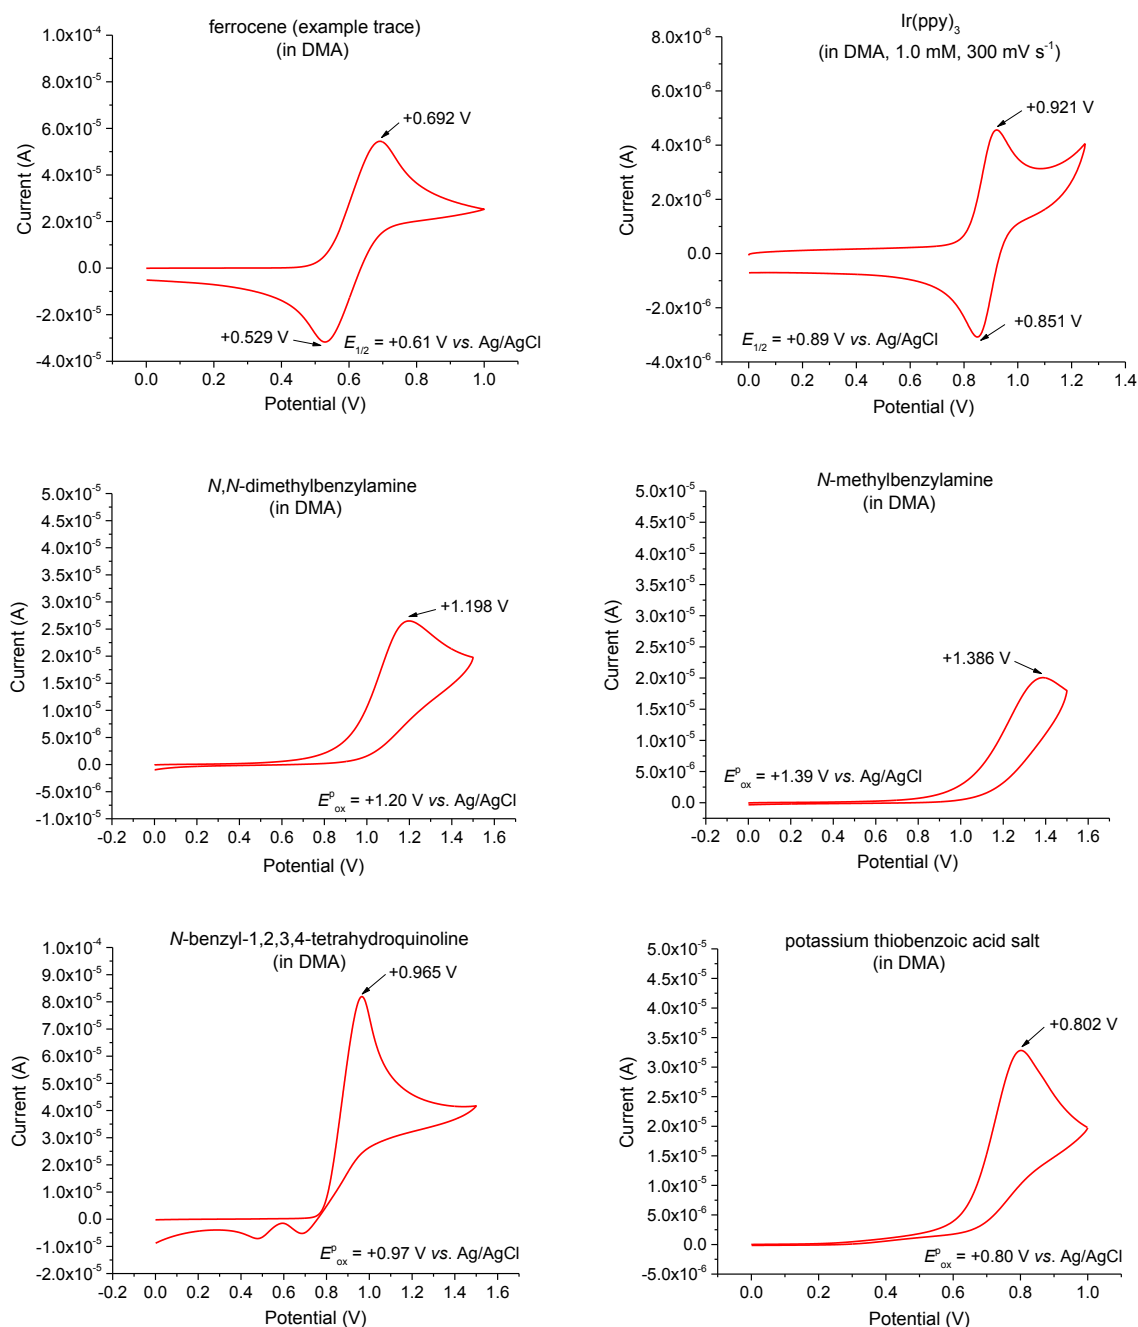 ferrocene (example trace)
(in DMA)
1.0x10⁻⁴
8.0x10⁻⁵
6.0x10⁻⁵
4.0x10⁻⁵
2.0x10⁻⁵
0.0
-2.0x10⁻⁵
-4.0x10⁻⁵
Current (A)
+0.692 V
+0.529 V
E1/2 = +0.61 V vs. Ag/AgCl
0.0 0.2 0.4 0.6 0.8 1.0
Potential (V)
Ir(ppy)₃
(in DMA, 1.0 mM, 300 mV s⁻¹)
8.0x10⁻⁶
6.0x10⁻⁶
4.0x10⁻⁶
2.0x10⁻⁶
0.0
-2.0x10⁻⁶
-4.0x10⁻⁶
Current (A)
+0.921 V
+0.851 V
E1/2 = +0.89 V vs. Ag/AgCl
0.0 0.2 0.4 0.6 0.8 1.0 1.2 1.4
Potential (V)
N,N-dimethylbenzylamine
(in DMA)
5.0x10⁻⁵
4.5x10⁻⁵
4.0x10⁻⁵
3.5x10⁻⁵
3.0x10⁻⁵
2.5x10⁻⁵
2.0x10⁻⁵
1.5x10⁻⁵
1.0x10⁻⁵
5.0x10⁻⁶
0.0
-5.0x10⁻⁶
-1.0x10⁻⁵
Current (A)
+1.198 V
Epox = +1.20 V vs. Ag/AgCl
-0.2 0.0 0.2 0.4 0.6 0.8 1.0 1.2 1.4 1.6
Potential (V)
N-methylbenzylamine
(in DMA)
5.0x10⁻⁵
4.5x10⁻⁵
4.0x10⁻⁵
3.5x10⁻⁵
3.0x10⁻⁵
2.5x10⁻⁵
2.0x10⁻⁵
1.5x10⁻⁵
1.0x10⁻⁵
5.0x10⁻⁶
0.0
Current (A)
+1.386 V
Epox = +1.39 V vs. Ag/AgCl
-0.2 0.0 0.2 0.4 0.6 0.8 1.0 1.2 1.4 1.6
Potential (V)
N-benzyl-1,2,3,4-tetrahydroquinoline
(in DMA)
1.0x10⁻⁴
9.0x10⁻⁵
8.0x10⁻⁵
7.0x10⁻⁵
6.0x10⁻⁵
5.0x10⁻⁵
4.0x10⁻⁵
3.0x10⁻⁵
2.0x10⁻⁵
1.0x10⁻⁵
0.0
-1.0x10⁻⁵
-2.0x10⁻⁵
Current (A)
+0.965 V
Epox = +0.97 V vs. Ag/AgCl
-0.2 0.0 0.2 0.4 0.6 0.8 1.0 1.2 1.4 1.6
Potential (V)
potassium thiobenzoic acid salt
(in DMA)
5.0x10⁻⁵
4.5x10⁻⁵
4.0x10⁻⁵
3.5x10⁻⁵
3.0x10⁻⁵
2.5x10⁻⁵
2.0x10⁻⁵
1.5x10⁻⁵
1.0x10⁻⁵
5.0x10⁻⁶
0.0
-5.0x10⁻⁶
Current (A)
+0.802 V
Epox = +0.80 V vs. Ag/AgCl
0.0 0.2 0.4 0.6 0.8 1.0
Potential (V)